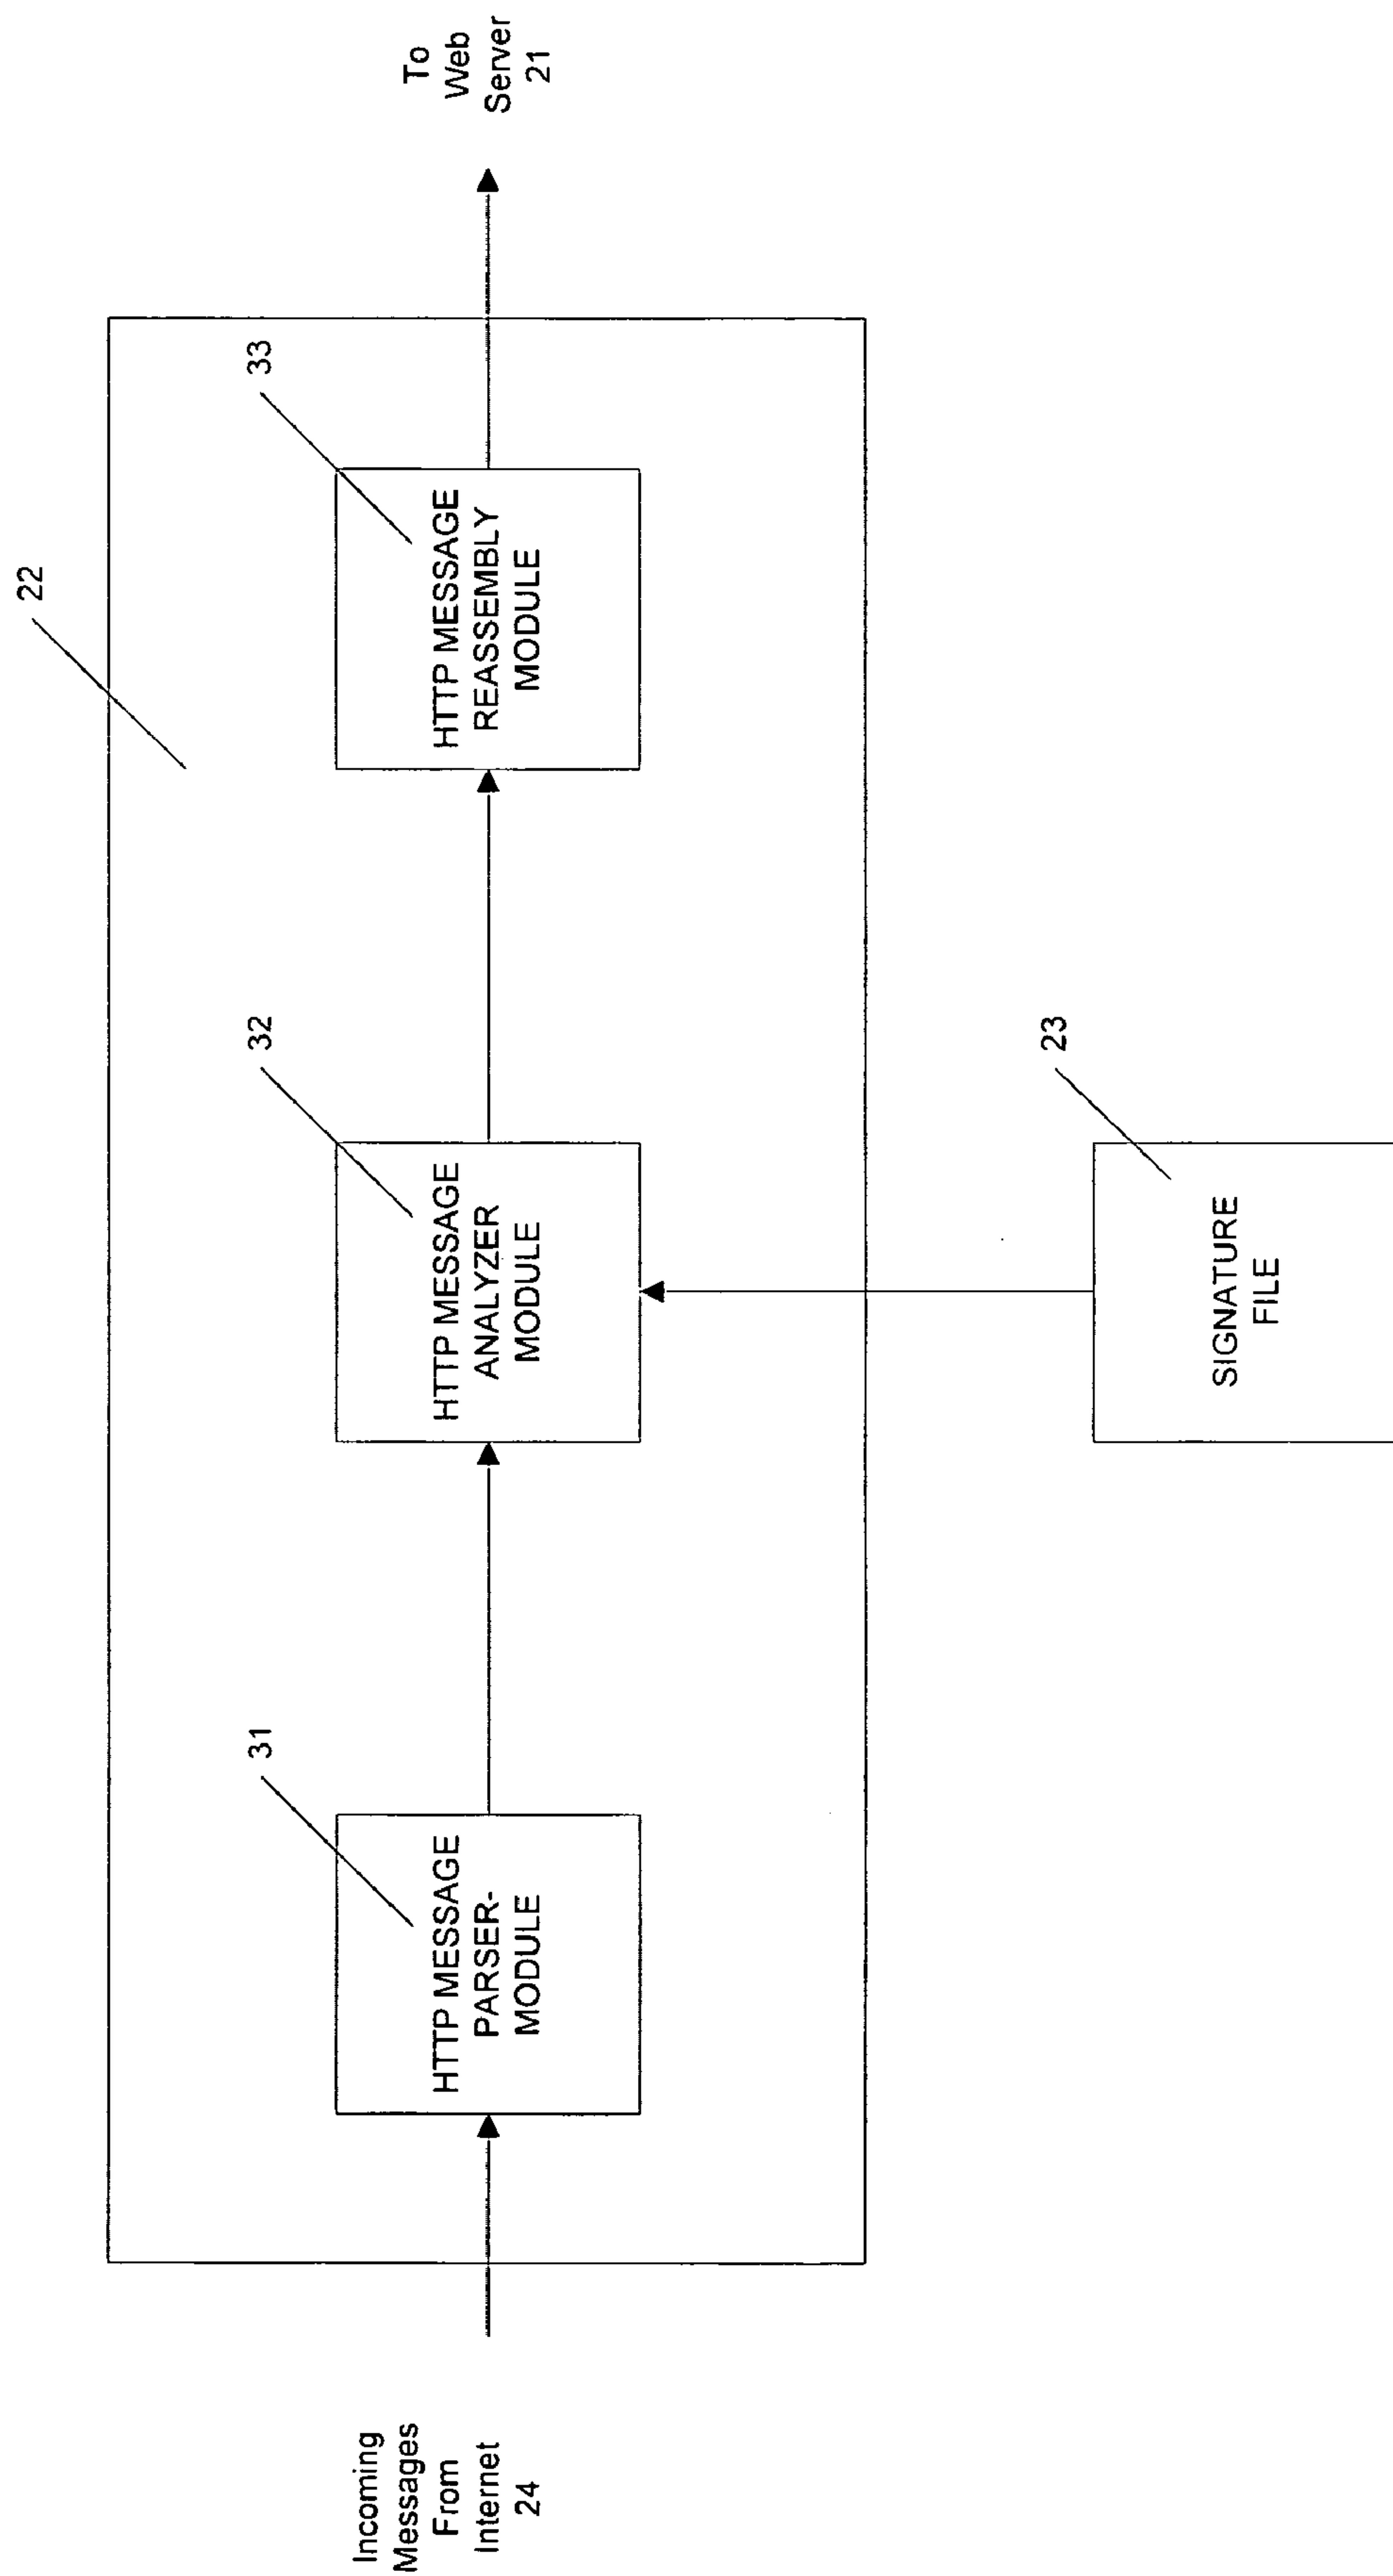 22
Incoming
Messages
From
Internet
24
31
HTTP MESSAGE
PARSER-
MODULE
32
HTTP MESSAGE
ANALYZER
MODULE
33
HTTP MESSAGE
REASSEMBLY
MODULE
To
Web
Server
21
23
SIGNATURE
FILE